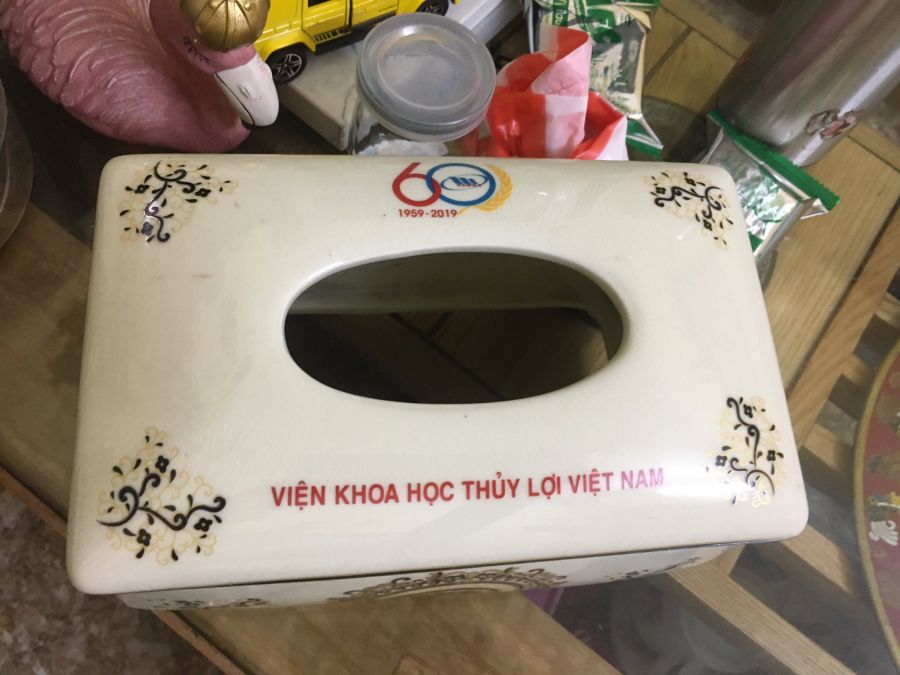 60
1959-2019
VIỆN KHOA HỌC THỦY LỢI VIỆT NAM